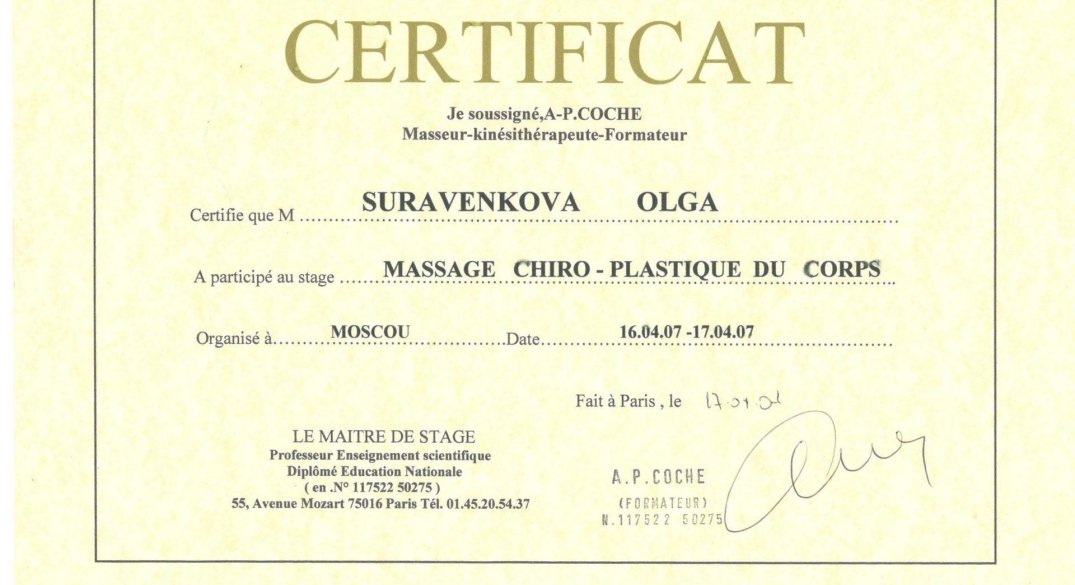 CERTIFICAT
Je soussigné,A-P.COCHE
Masseur-kinésithérapeute-Formateur
Certifie que M ........ SURAVENKOVA OLGA ........
A participé au stage ........ MASSAGE CHIRO - PLASTIQUE DU CORPS ........
Organisé à........ MOSCOU ........Date........ 16.04.07 -17.04.07 ........
Fait à Paris , le
LE MAITRE DE STAGE
Professeur Enseignement scientifique
Diplômé Education Nationale
( en .N° 117522 50275 )
55, Avenue Mozart 75016 Paris Tél. 01.45.20.54.37
A.P.COCHE
(FORMATEUR)
N.117522 50275